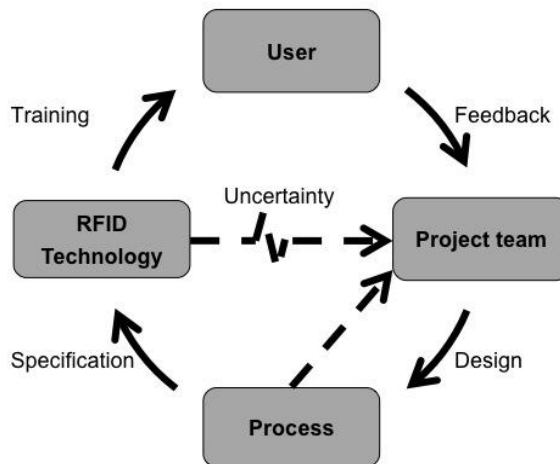 User
Training
Feedback
Uncertainty
RFID
Technology
Project team
Specification
Design
Process